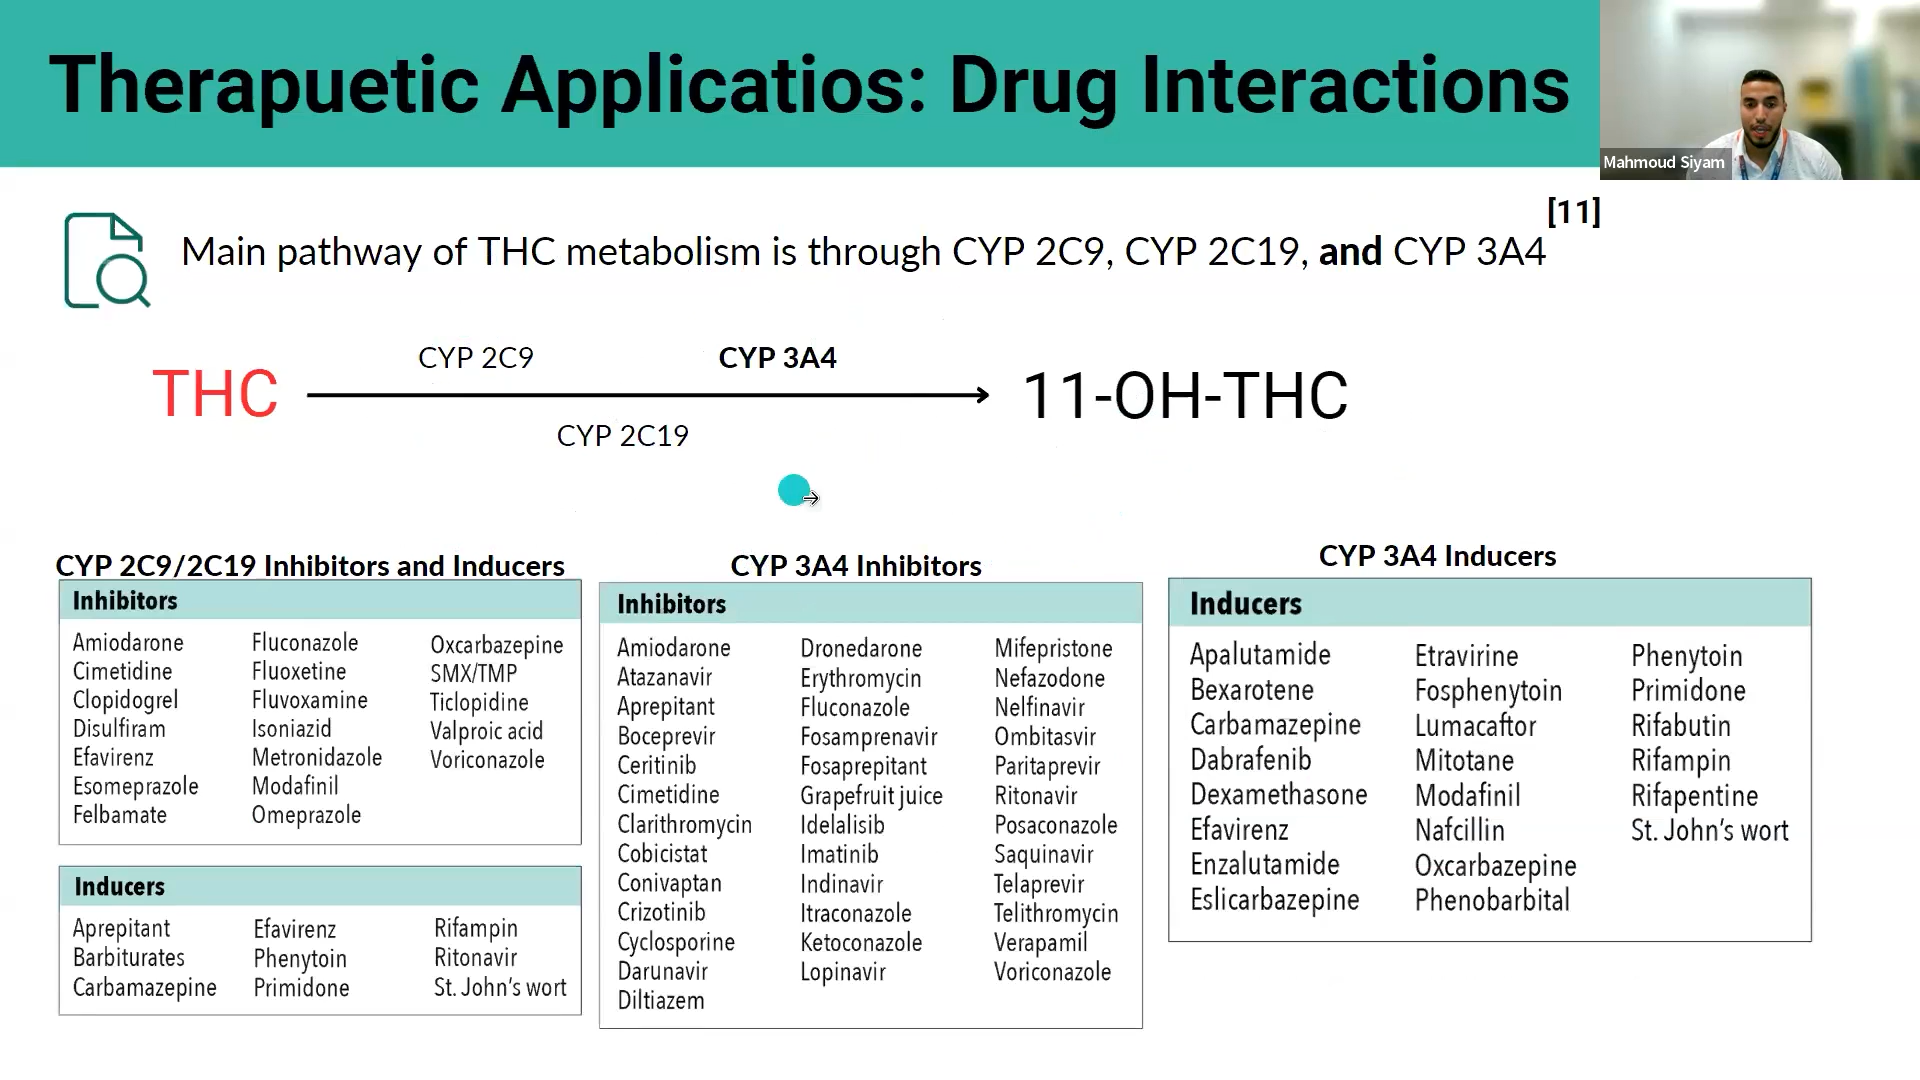 Therapuetic Applicatios: Drug Interactions
Mahmoud Siyam
[11]
Main pathway of THC metabolism is through CYP 2C9, CYP 2C19, and CYP 3A4
CYP 2C9
CYP 3A4
THC
11-OH-THC
CYP 2C19
CYP 2C9/2C19 Inhibitors and Inducers
Inhibitors
Amiodarone Fluconazole Oxcarbazepine
Cimetidine Fluoxetine SMX/TMP
Clopidogrel Fluvoxamine Ticlopidine
Disulfiram Isoniazid Valproic acid
Efavirenz Metronidazole Voriconazole
Esomeprazole Modafinil
Felbamate Omeprazole
Inducers
Aprepitant Efavirenz Rifampin
Barbiturates Phenytoin Ritonavir
Carbamazepine Primidone St. John's wort
CYP 3A4 Inhibitors
Inhibitors
Amiodarone Dronedarone Mifepristone
Atazanavir Erythromycin Nefazodone
Aprepitant Fluconazole Nelfinavir
Boceprevir Fosamprenavir Ombitasvir
Ceritinib Fosaprepitant Paritaprevir
Cimetidine Grapefruit juice Ritonavir
Clarithromycin Idelalisib Posaconazole
Cobicistat Imatinib Saquinavir
Conivaptan Indinavir Telaprevir
Crizotinib Itraconazole Telithromycin
Cyclosporine Ketoconazole Verapamil
Darunavir Lopinavir Voriconazole
Diltiazem
CYP 3A4 Inducers
Inducers
Apalutamide Etravirine Phenytoin
Bexarotene Fosphenytoin Primidone
Carbamazepine Lumacaftor Rifabutin
Dabrafenib Mitotane Rifampin
Dexamethasone Modafinil Rifapentine
Efavirenz Nafcillin St. John's wort
Enzalutamide Oxcarbazepine
Eslicarbazepine Phenobarbital